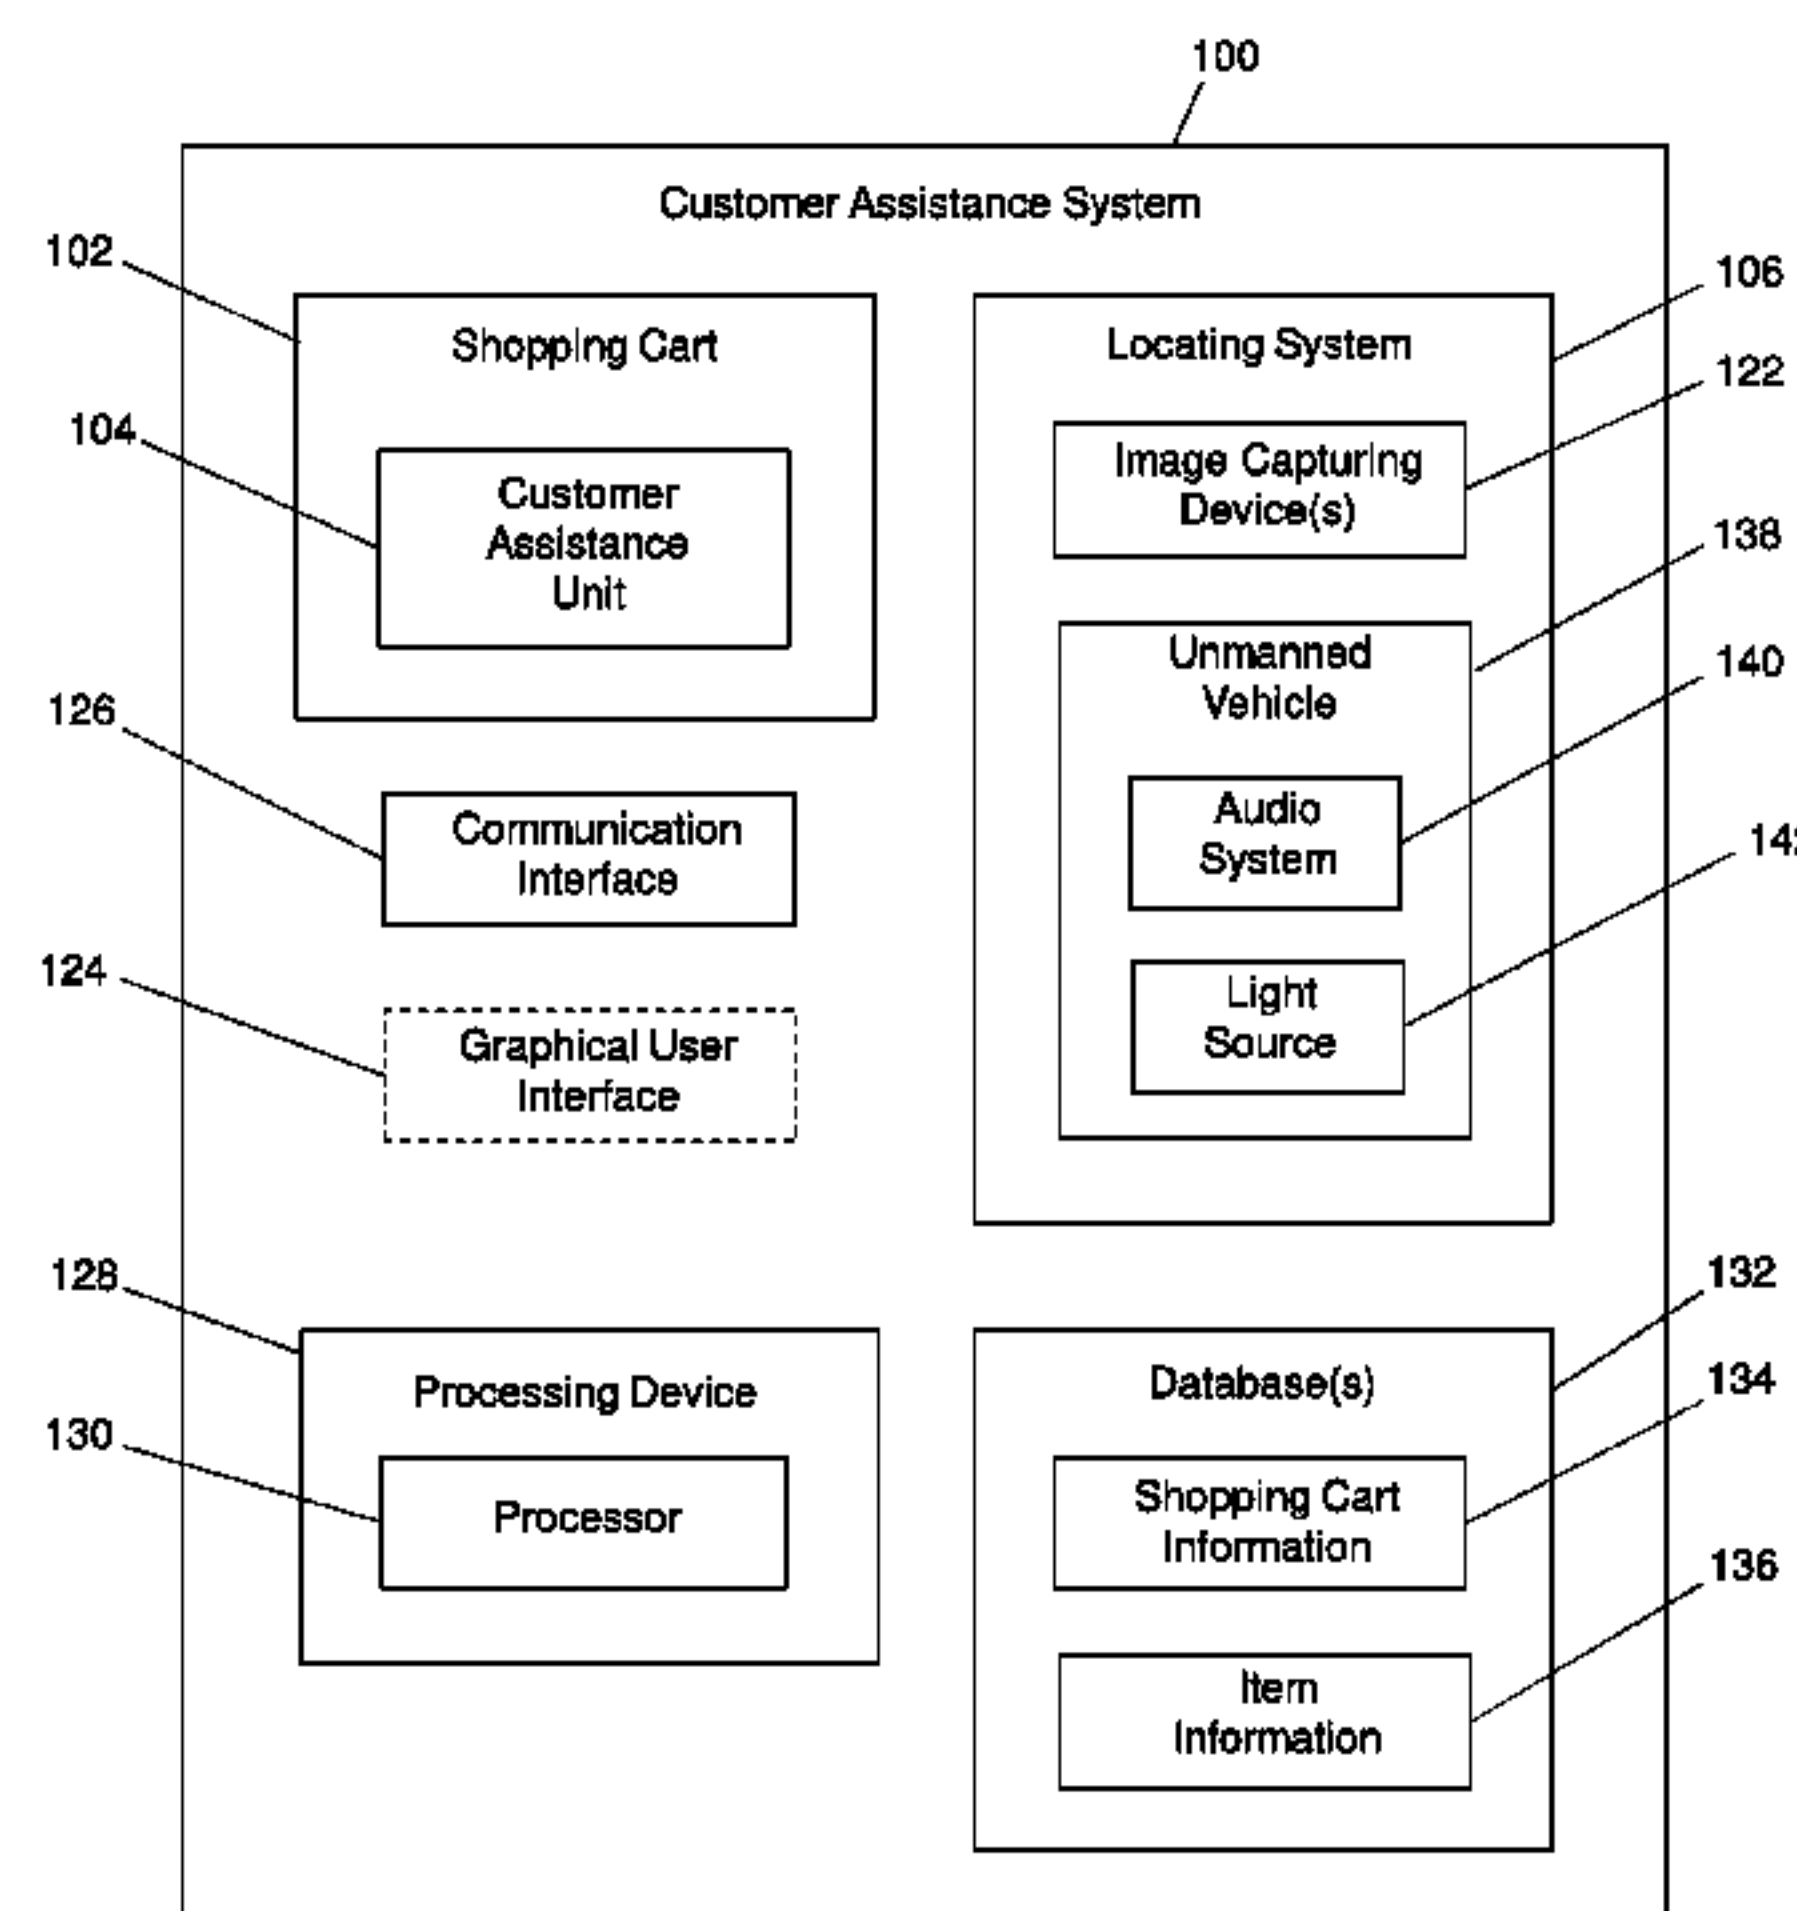 100
Customer Assistance System
102
Shopping Cart
104
Customer
Assistance
Unit
126
Communication
Interface
124
Graphical User
Interface
128
Processing Device
130
Processor
106
Locating System
122
Image Capturing
Device(s)
138
Unmanned
Vehicle
140
Audio
System
Light
Source
132
Database(s)
134
Shopping Cart
Information
136
Item
Information